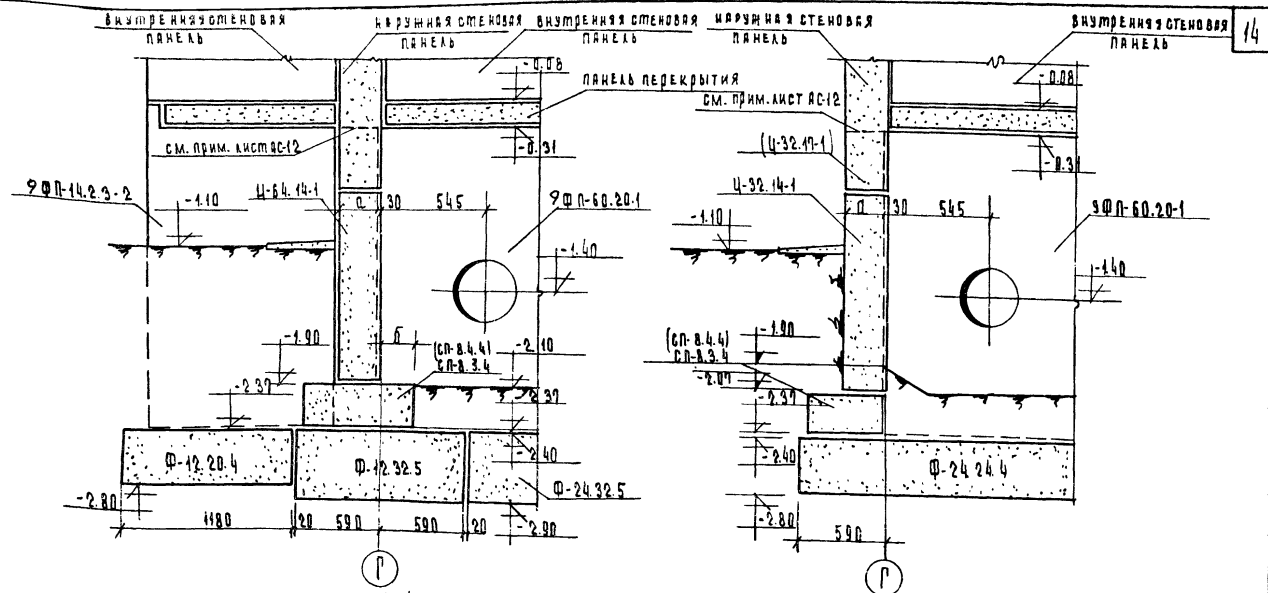 ВНУТРЕННЯЯ СТЕНОВАЯ
ПАНЕЛЬ
НАРУЖНАЯ СТЕНОВАЯ
ПАНЕЛЬ
ВНУТРЕННЯЯ СТЕНОВАЯ
ПАНЕЛЬ
-0.08
ПАНЕЛЬ ПЕРЕКРЫТИЯ
СМ. ПРИМ. ЛИСТ АС-12
-0.31
9ФП-14.2.3-2
-1.10
Ц-64.14-1
а
30
545
9ФП-60.20-1
-1.40
-1.90
б
(СП-8.4.4)
СП-8.3.4
-2.10
-2.37
-2.37
Ф-12.20.4
Ф-12.32.5
-2.40
Ф-24.32.5
-2.80
1180
20
590
590
20
-2.90
Г
НАРУЖНАЯ СТЕНОВАЯ
ПАНЕЛЬ
ВНУТРЕННЯЯ СТЕНОВАЯ
ПАНЕЛЬ
14
-0.08
СМ. ПРИМ. ЛИСТ АС-12
(Ц-32.17-1)
-0.31
Ц-32.14-1
-1.10
а
30
545
9ФП-60.20-1
-1.40
-1.90
(СП-8.4.4)
СП-8.3.4
-2.07
-2.37
-2.40
Ф-24.24.4
-2.80
590
Г